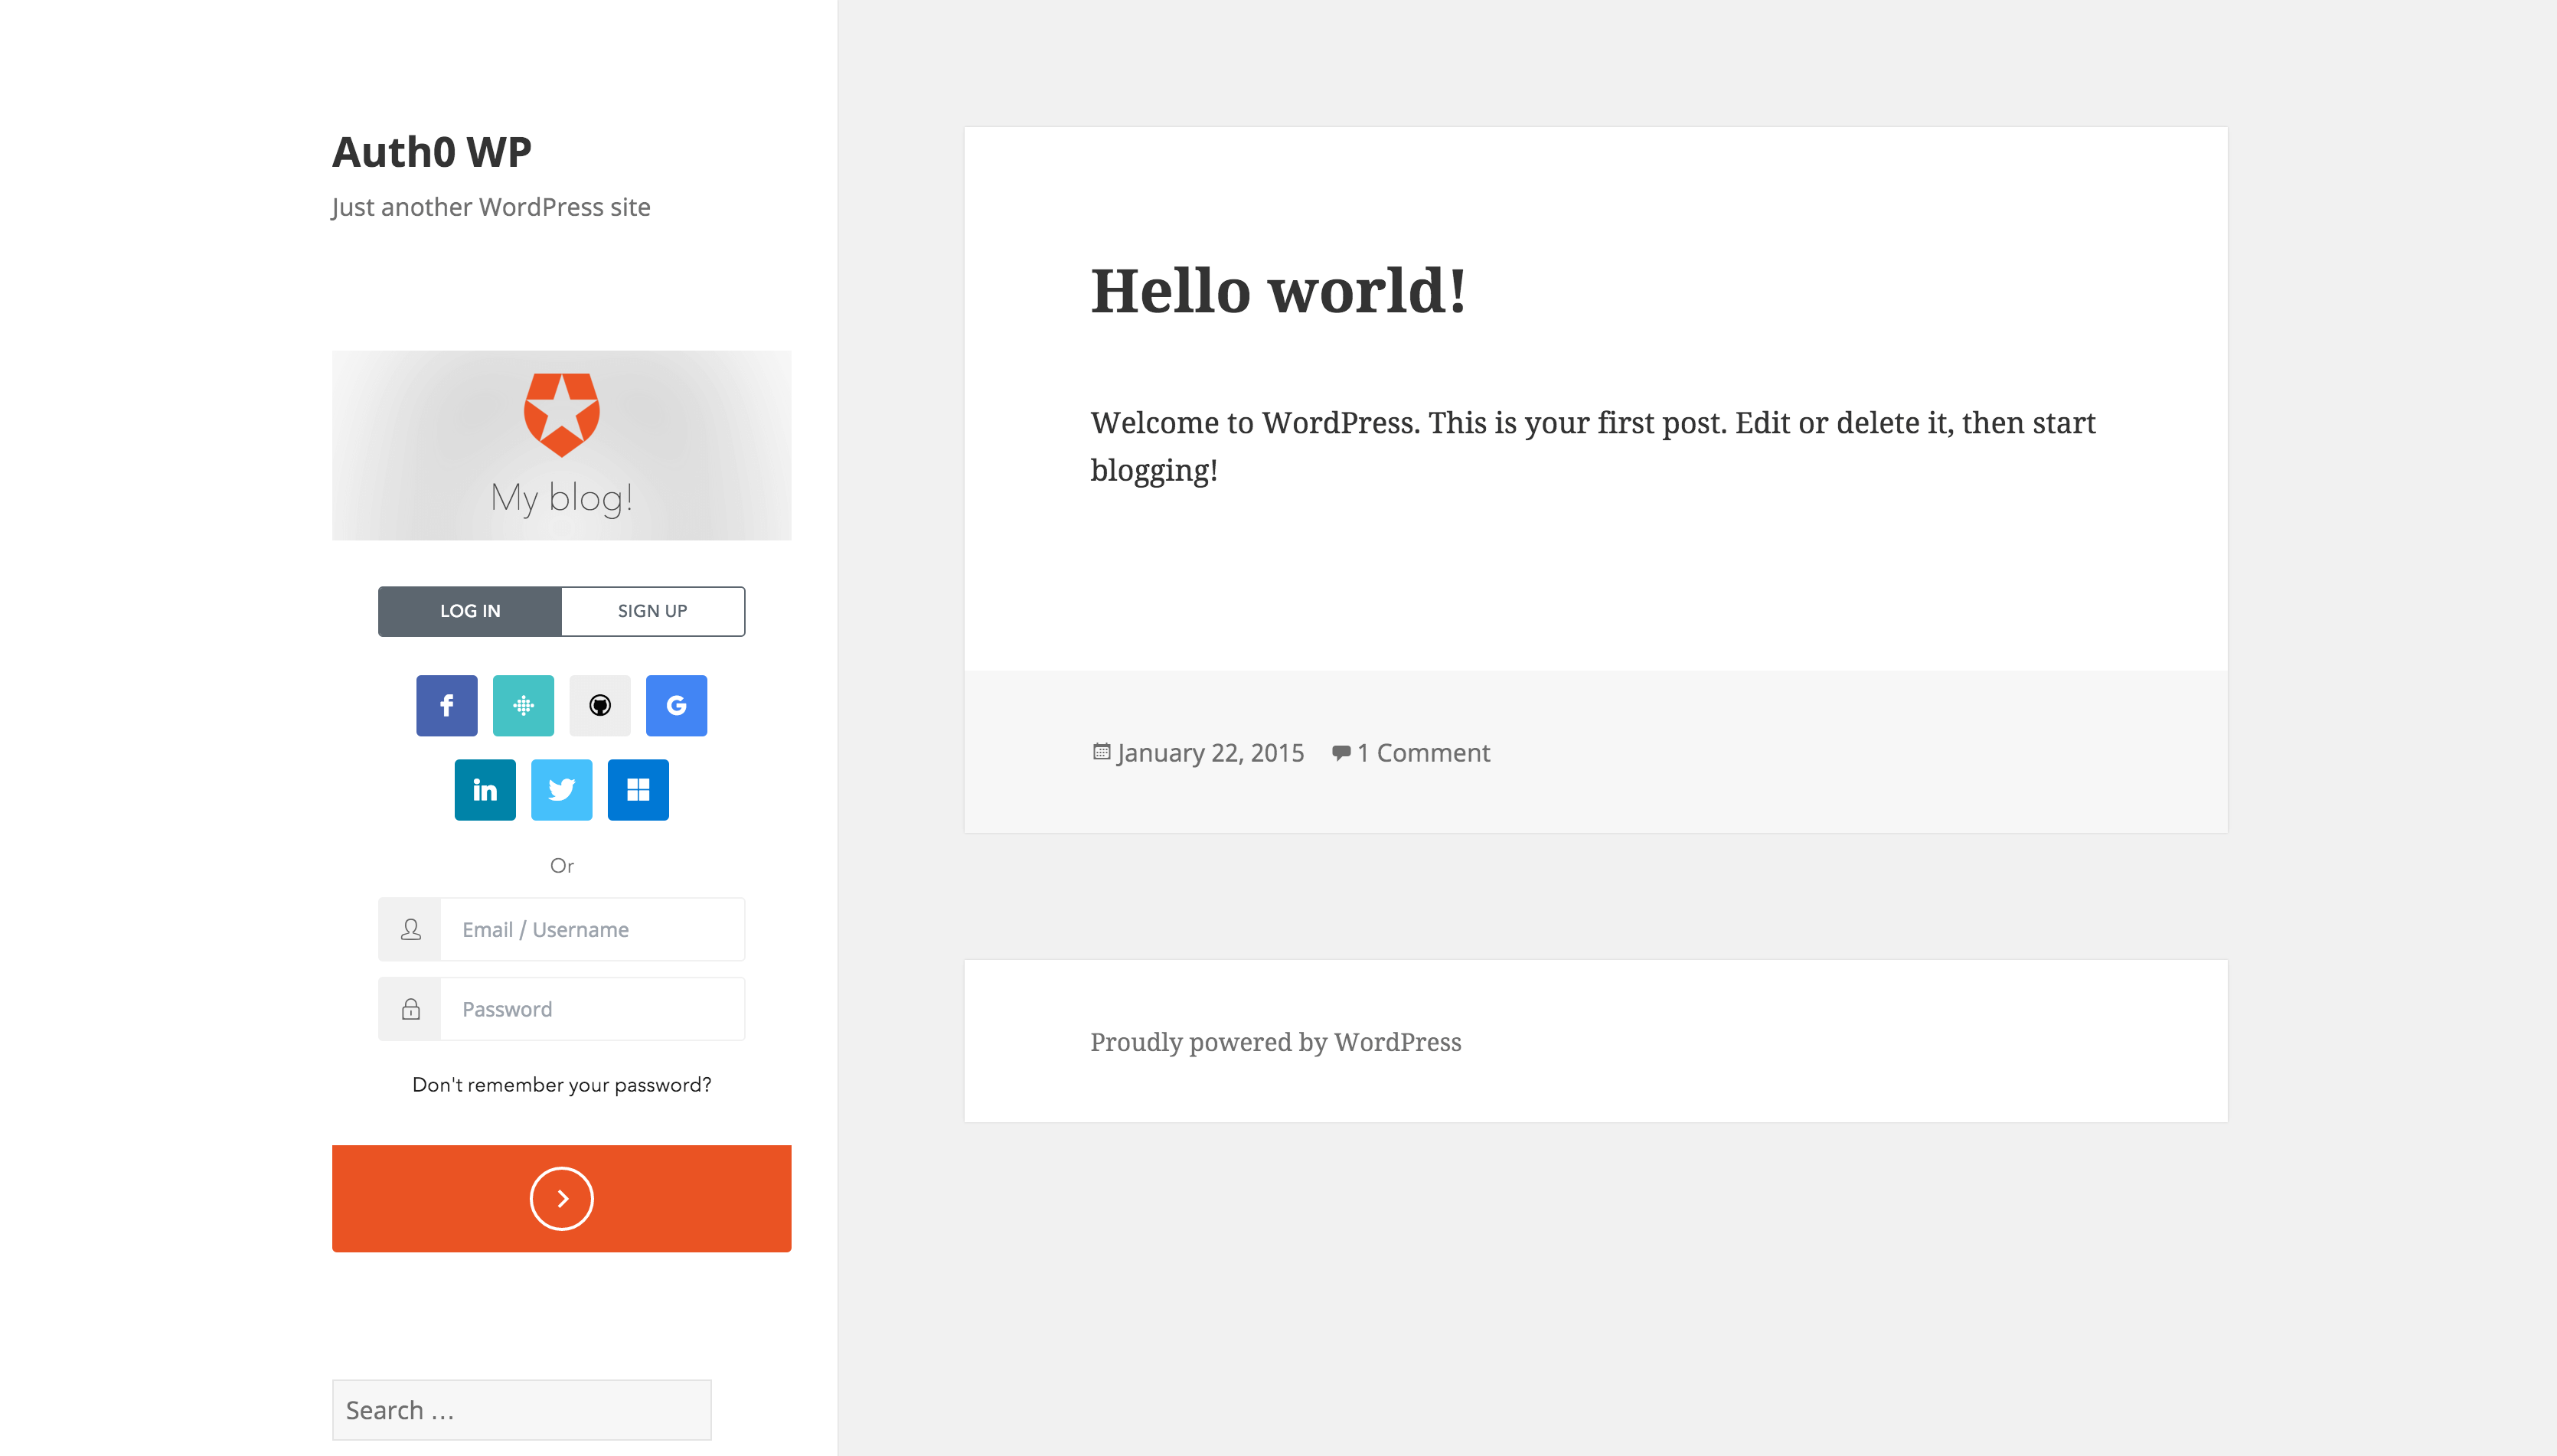 Auth0 WP
Just another WordPress site
My blog!
LOG IN
SIGN UP
Or
Email / Username
Password
Don't remember your password?
Search …
Hello world!
Welcome to WordPress. This is your first post. Edit or delete it, then start
blogging!
January 22, 2015
1 Comment
Proudly powered by WordPress